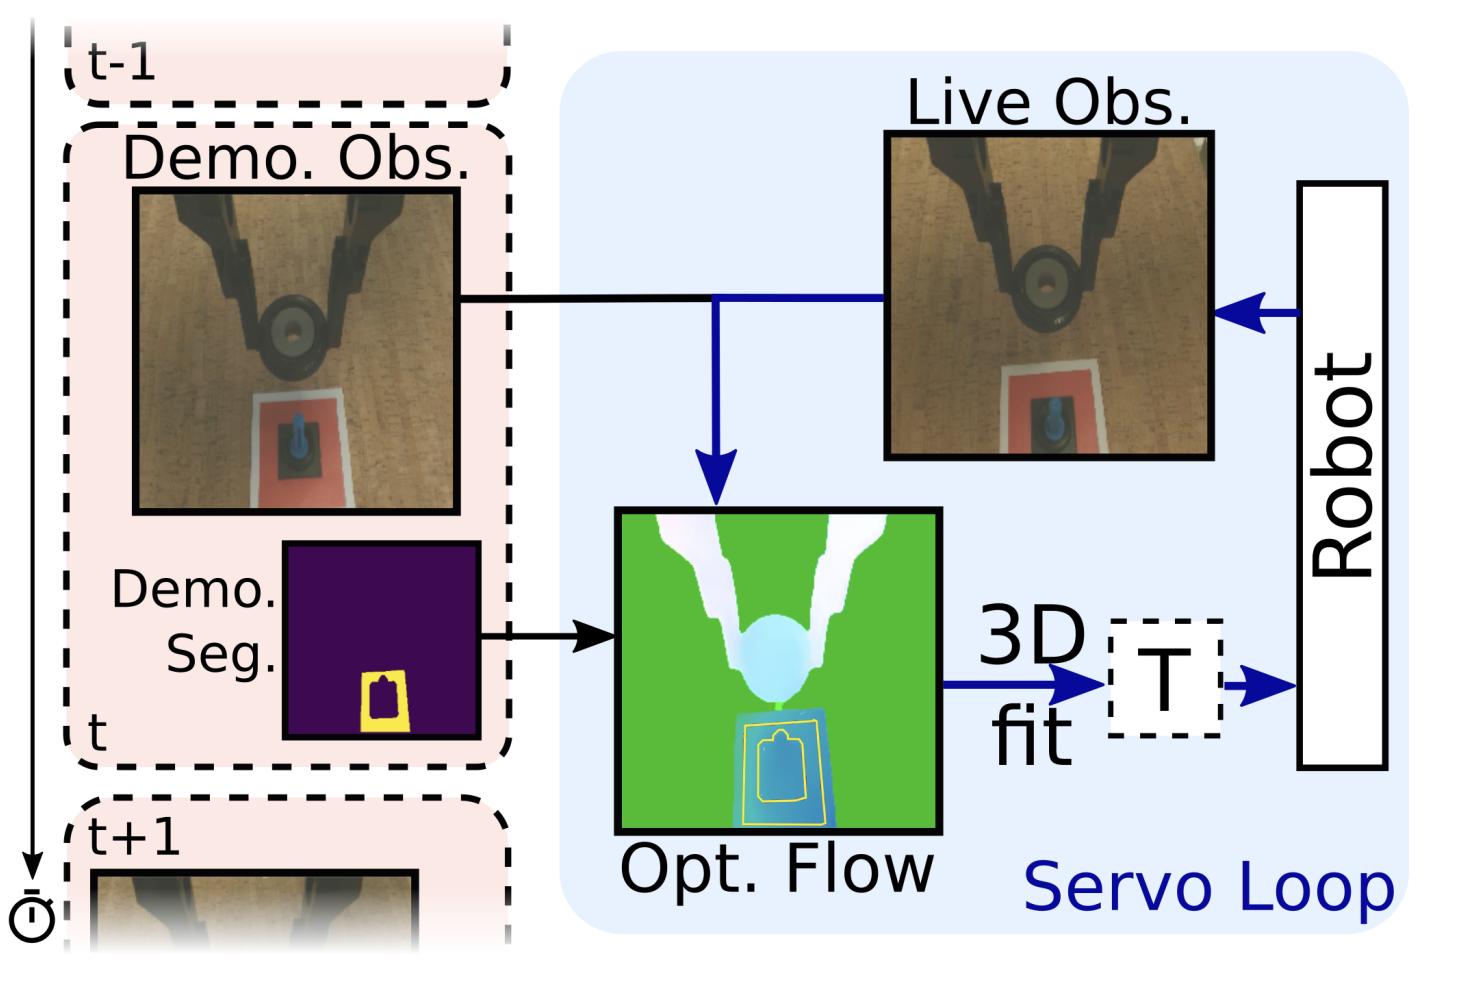 t-1
Demo. Obs.
Demo.
Seg.
t
t+1
Live Obs.
Opt. Flow
3D
fit
T
Robot
Servo Loop